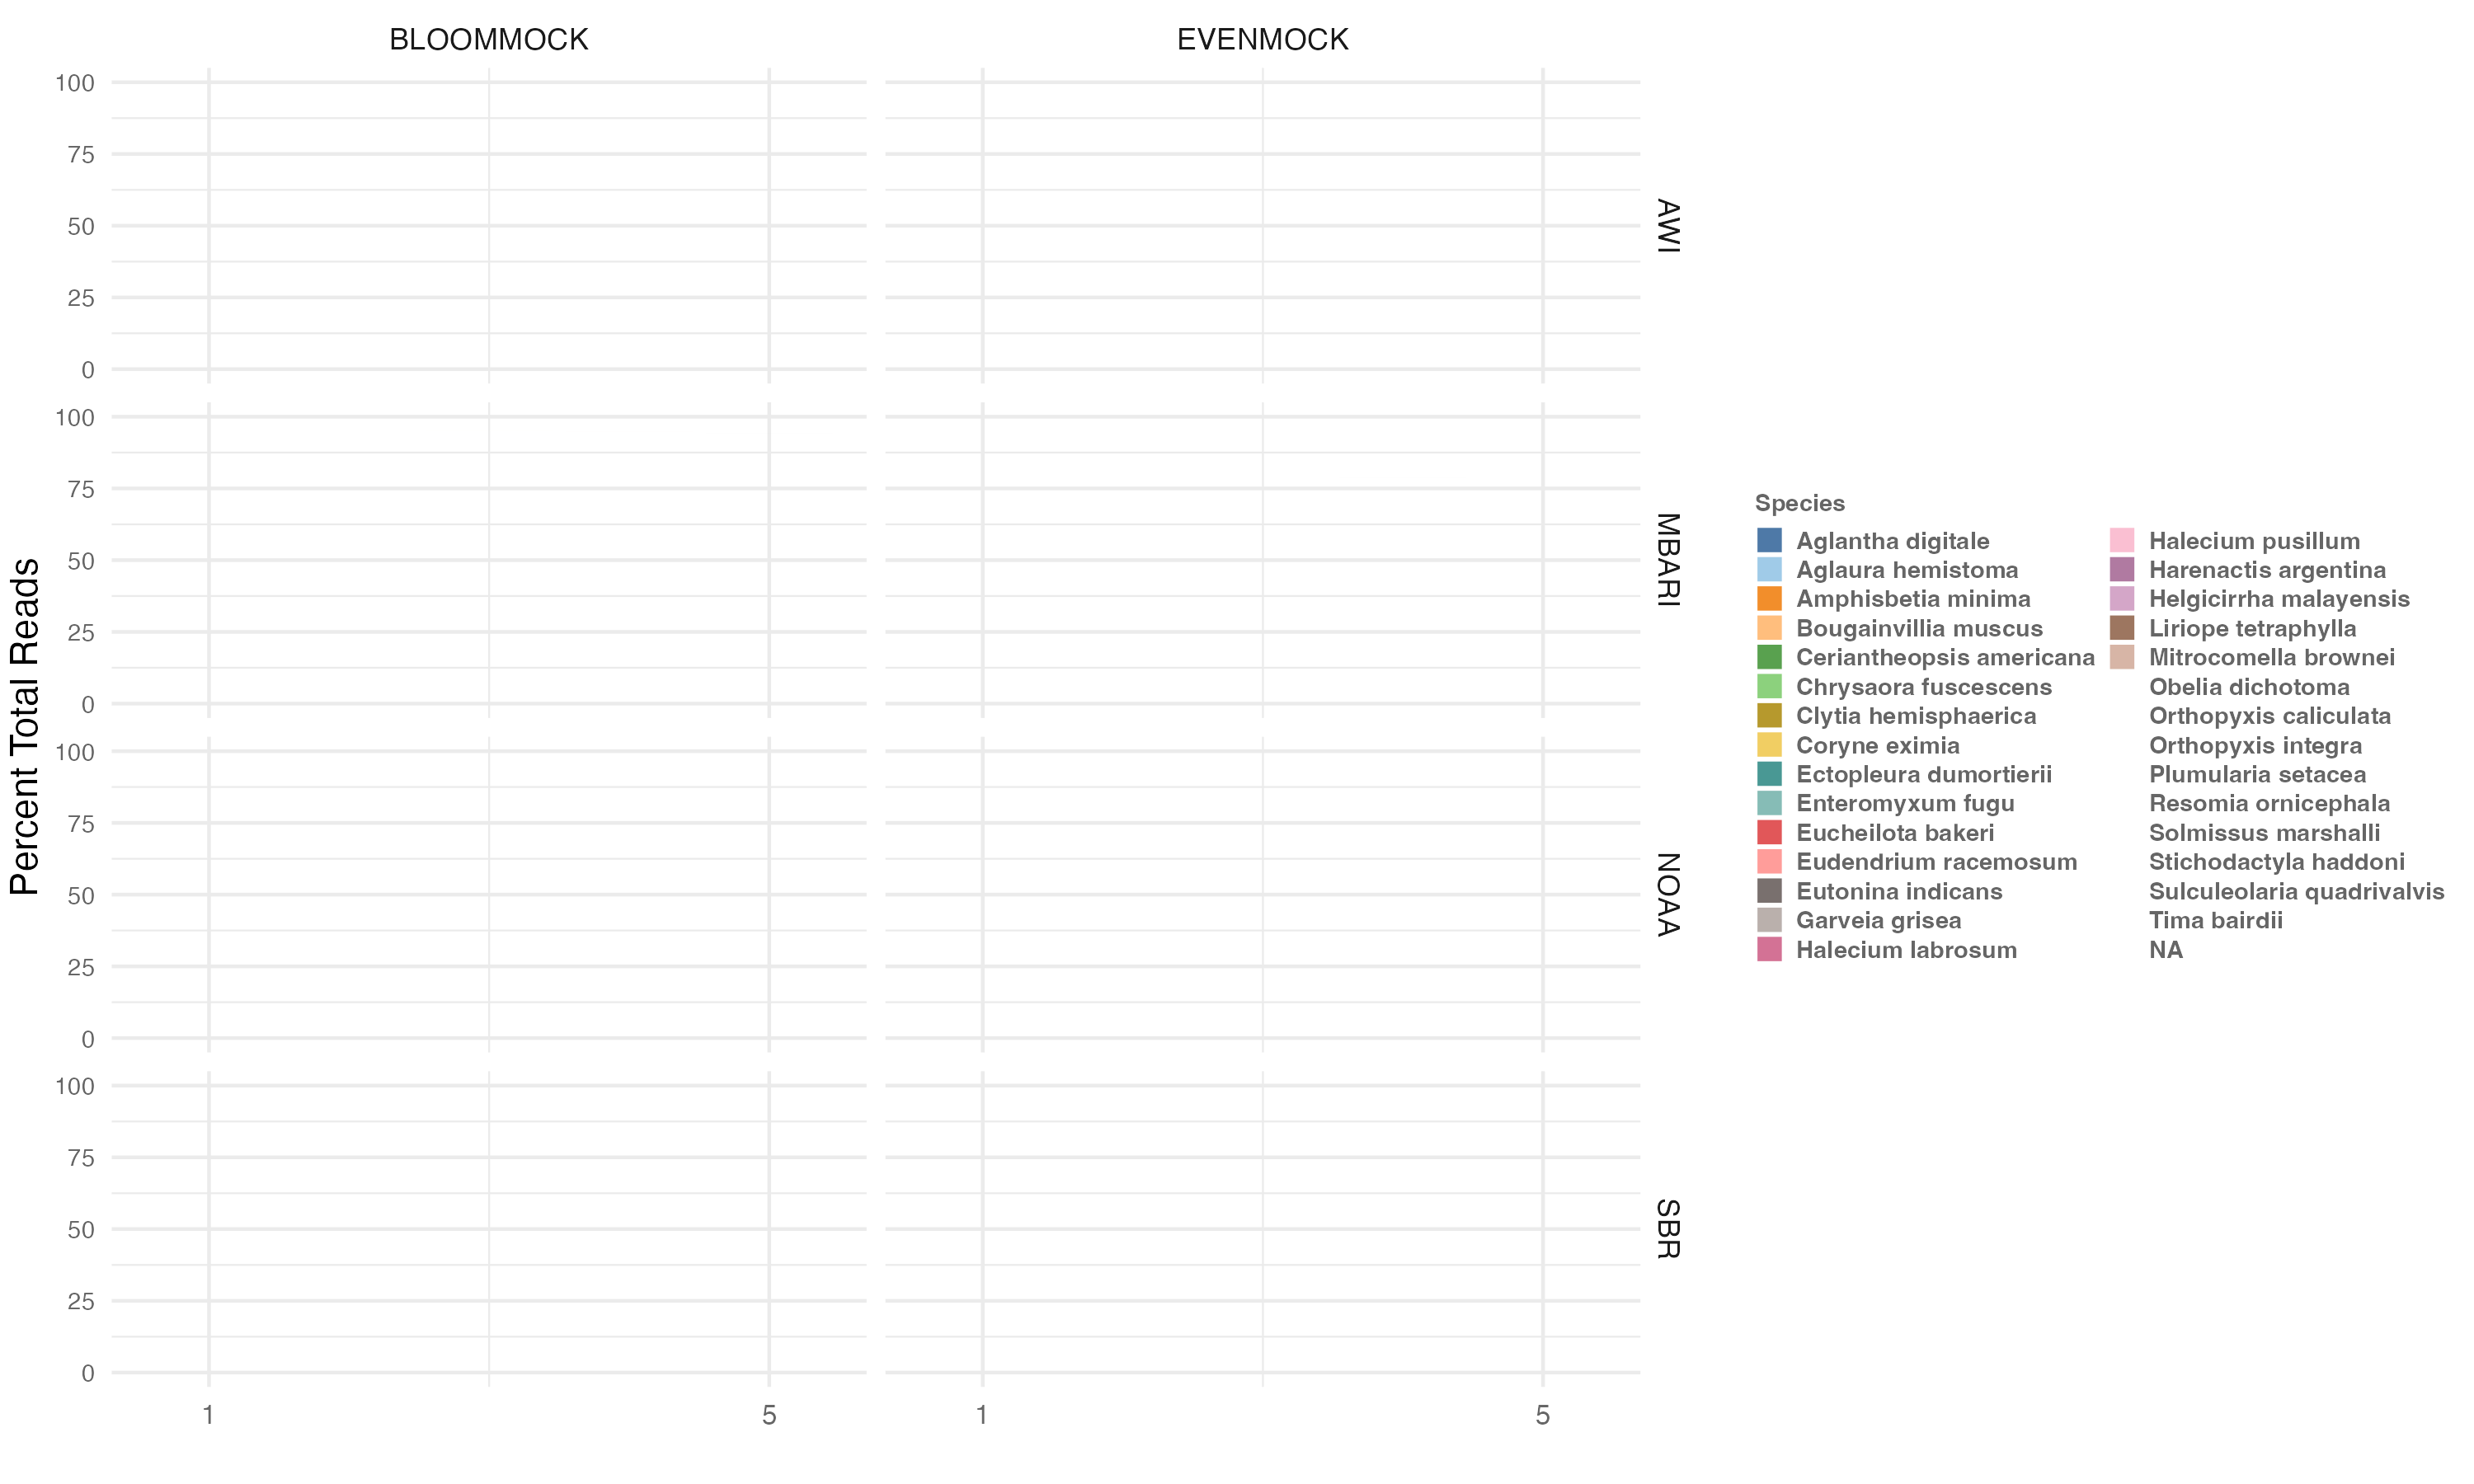 BLOOMMOCK
EVENMOCK
100
75
50
25
0
AWI
100
75
50
25
0
MBARI
100
75
50
25
0
NOAA
100
75
50
25
0
SBR
1
5
1
5
Percent Total Reads
Species
Aglantha digitale
Aglaura hemistoma
Amphisbetia minima
Bougainvillia muscus
Ceriantheopsis americana
Chrysaora fuscescens
Clytia hemisphaerica
Coryne eximia
Ectopleura dumortierii
Enteromyxum fugu
Eucheilota bakeri
Eudendrium racemosum
Eutonina indicans
Garveia grisea
Halecium labrosum
Halecium pusillum
Harenactis argentina
Helgicirrha malayensis
Liriope tetraphylla
Mitrocomella brownei
Obelia dichotoma
Orthopyxis caliculata
Orthopyxis integra
Plumularia setacea
Resomia ornicephala
Solmissus marshalli
Stichodactyla haddoni
Sulculeolaria quadrivalvis
Tima bairdii
NA